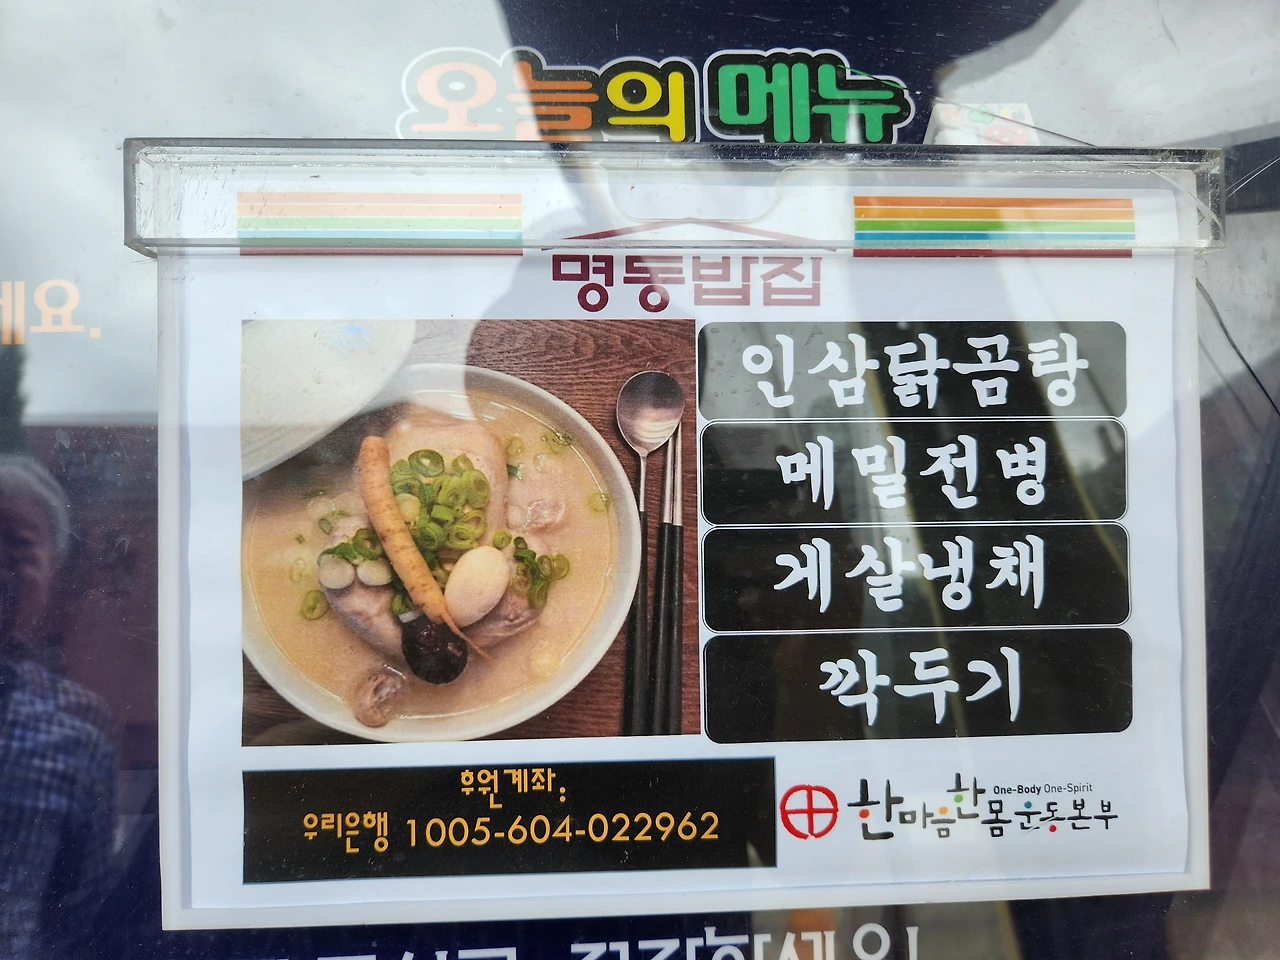 오늘의 메뉴
세요.
명동밥집
인삼닭곰탕
메밀전병
게살냉채
깍두기
후원계좌:
우리은행 1005-604-022962
One-Body One-Spirit
한마음한몸운동본부